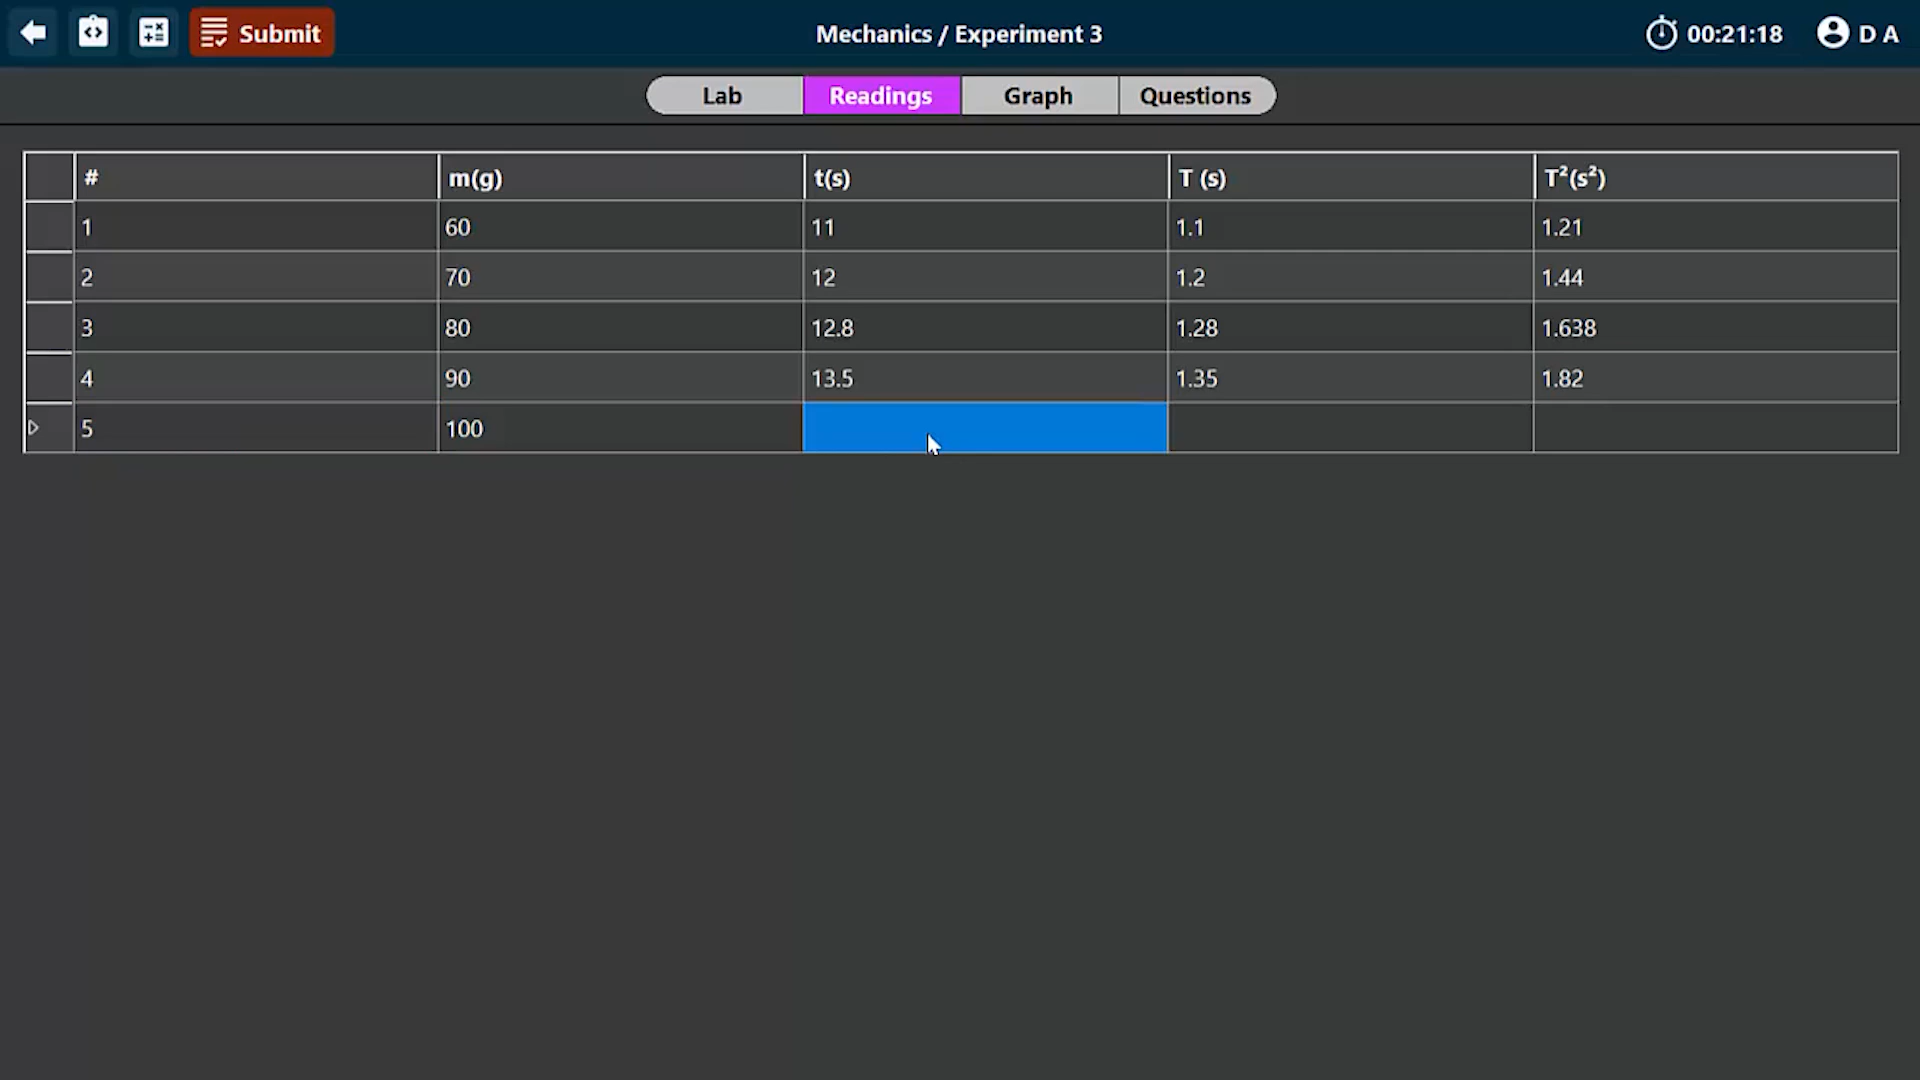 Submit
Mechanics / Experiment 3
00:21:18
D A
Lab Readings Graph Questions
# m(g) t(s) T (s) T²(s²)
1 60 11 1.1 1.21
2 70 12 1.2 1.44
3 80 12.8 1.28 1.638
4 90 13.5 1.35 1.82
5 100